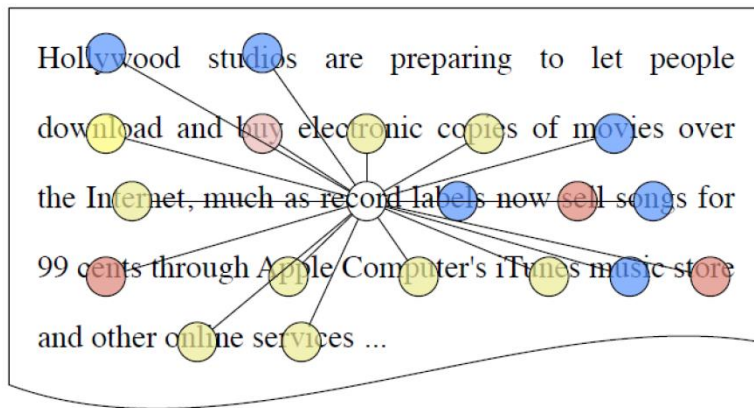 Hollywood studios are preparing to let people
download and buy electronic copies of movies over
the Internet, much as record labels now sell songs for
99 cents through Apple Computer's iTunes music store
and other online services ...